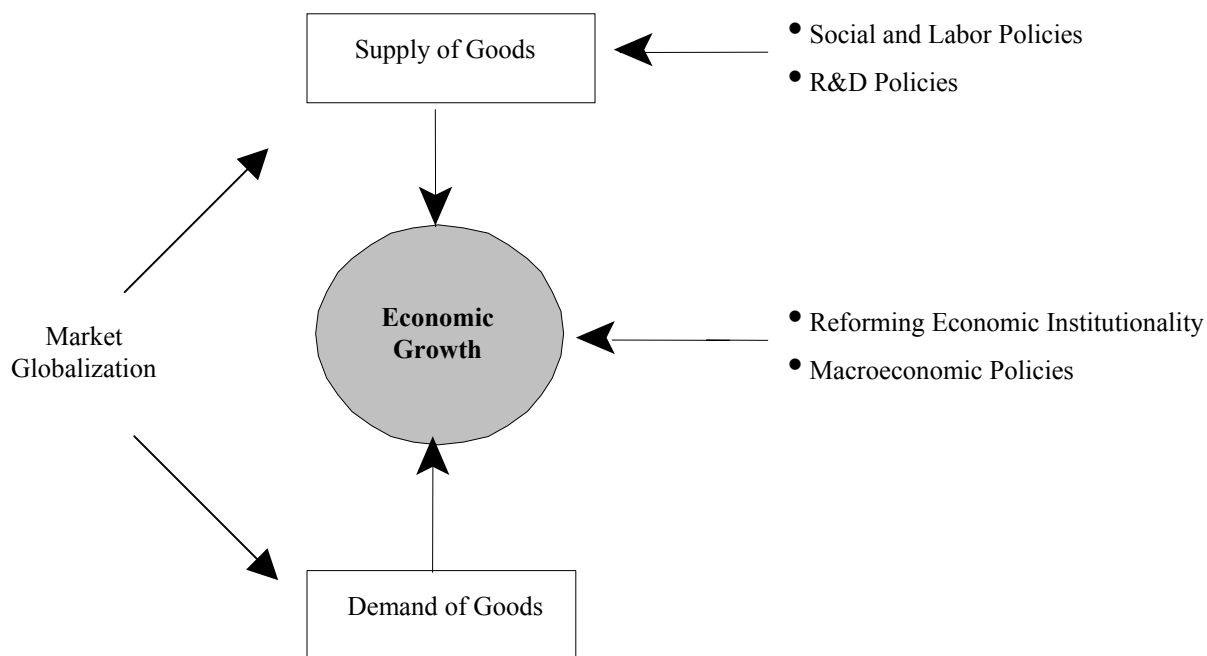 Supply of Goods
• Social and Labor Policies
• R&D Policies
Economic
Growth
Market
Globalization
• Reforming Economic Institutionality
• Macroeconomic Policies
Demand of Goods